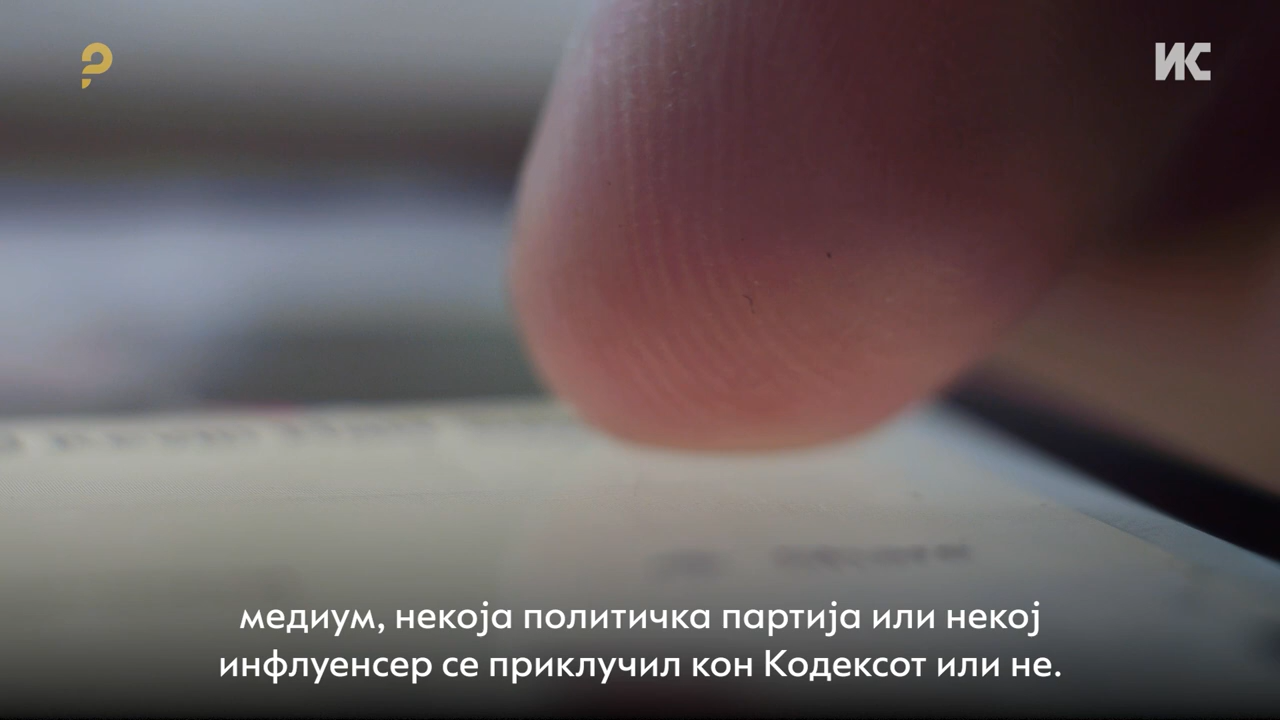 ИС
медиум, некоја политичка партија или некој
инфлуенсер се приклучил кон Кодексот или не.